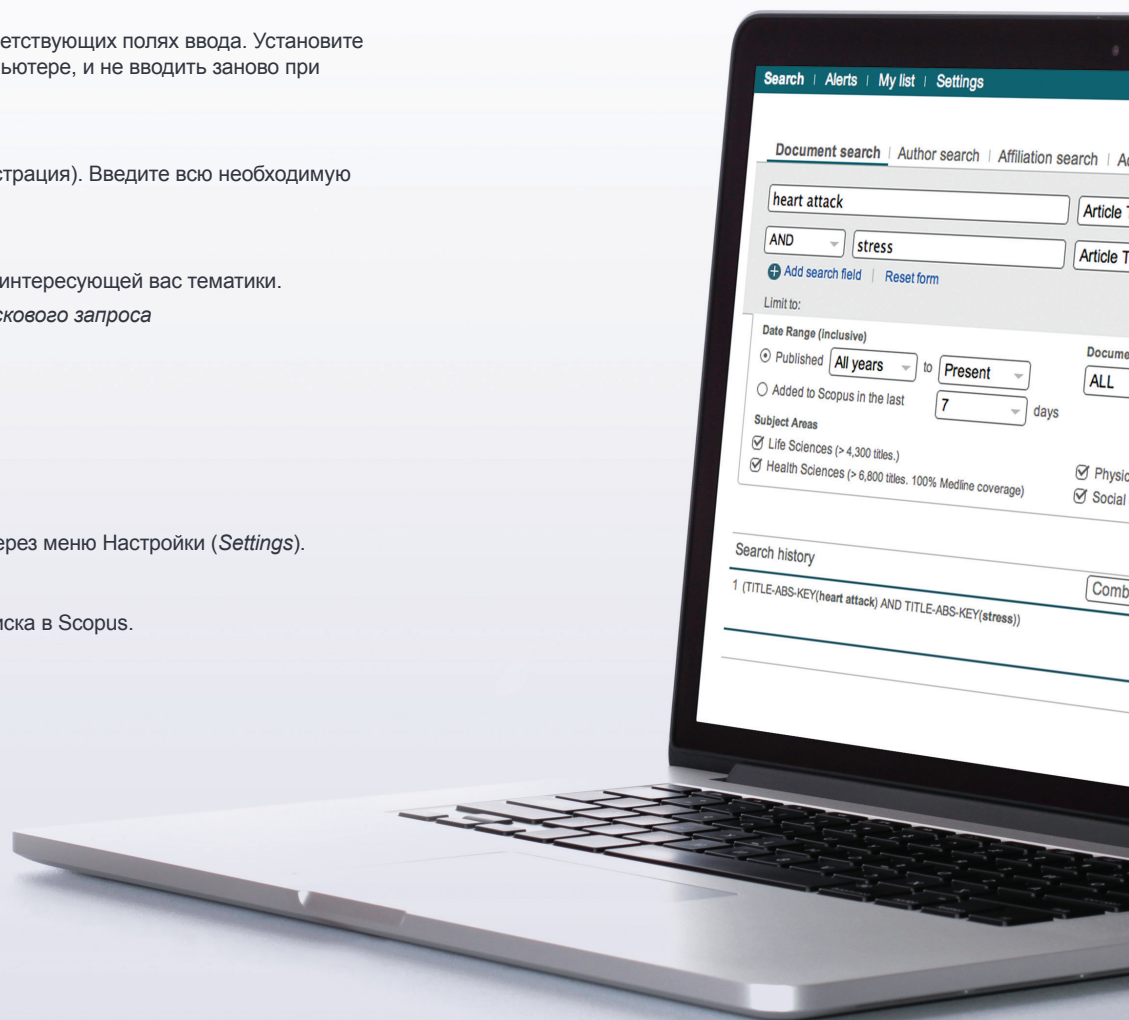 етствующих полях ввода. Установите
ьютере, и не вводить заново при
страция). Введите всю необходимую
интересующей вас тематики.
скового запроса
ерез меню Настройки (Settings).
иска в Scopus.
Search | Alerts | My list | Settings
Document search | Author search | Affiliation search |
heart attack
Article
AND
stress
Article
Add search field | Reset form
Limit to:
Date Range (inclusive)
Published All years to Present
Added to Scopus in the last 7 days
Docume
ALL
Subject Areas
Life Sciences (> 4,300 titles.)
Health Sciences (> 6,800 titles. 100% Medline coverage)
Physic
Social
Search history
Comb
1 (TITLE-ABS-KEY(heart attack) AND TITLE-ABS-KEY(stress))